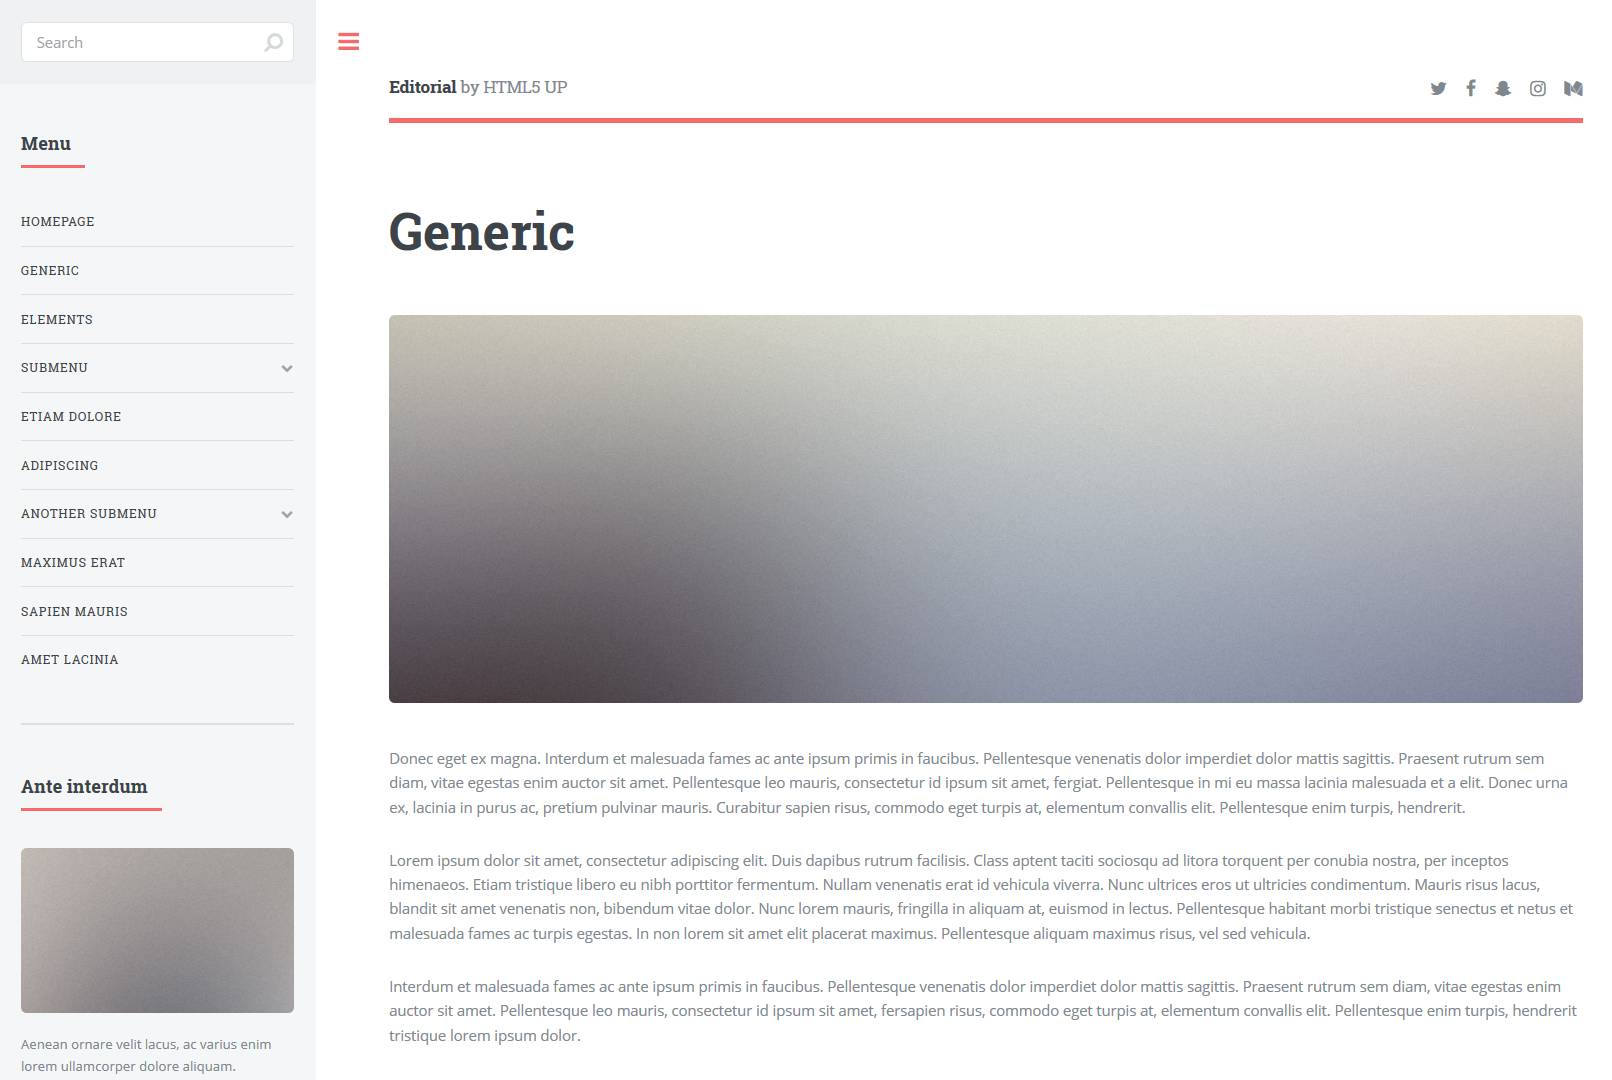 Search
Menu
HOMEPAGE
GENERIC
ELEMENTS
SUBMENU
ETIAM DOLORE
ADIPISCING
ANOTHER SUBMENU
MAXIMUS ERAT
SAPIEN MAURIS
AMET LACINIA
Ante interdum
Aenean ornare velit lacus, ac varius enim
lorem ullamcorper dolore aliquam.
Editorial by HTML5 UP
Generic
Donec eget ex magna. Interdum et malesuada fames ac ante ipsum primis in faucibus. Pellentesque venenatis dolor imperdiet dolor mattis sagittis. Praesent rutrum sem
diam, vitae egestas enim auctor sit amet. Pellentesque leo mauris, consectetur id ipsum sit amet, fergiat. Pellentesque in mi eu massa lacinia malesuada et a elit. Donec urna
ex, lacinia in purus ac, pretium pulvinar mauris. Curabitur sapien risus, commodo eget turpis at, elementum convallis elit. Pellentesque enim turpis, hendrerit.
Lorem ipsum dolor sit amet, consectetur adipiscing elit. Duis dapibus rutrum facilisis. Class aptent taciti sociosqu ad litora torquent per conubia nostra, per inceptos
himenaeos. Etiam tristique libero eu nibh porttitor fermentum. Nullam venenatis erat id vehicula viverra. Nunc ultrices eros ut ultricies condimentum. Mauris risus lacus,
blandit sit amet venenatis non, bibendum vitae dolor. Nunc lorem mauris, fringilla in aliquam at, euismod in lectus. Pellentesque habitant morbi tristique senectus et netus et
malesuada fames ac turpis egestas. In non lorem sit amet elit placerat maximus. Pellentesque aliquam maximus risus, vel sed vehicula.
Interdum et malesuada fames ac ante ipsum primis in faucibus. Pellentesque venenatis dolor imperdiet dolor mattis sagittis. Praesent rutrum sem diam, vitae egestas enim
auctor sit amet. Pellentesque leo mauris, consectetur id ipsum sit amet, fersapien risus, commodo eget turpis at, elementum convallis elit. Pellentesque enim turpis, hendrerit
tristique lorem ipsum dolor.